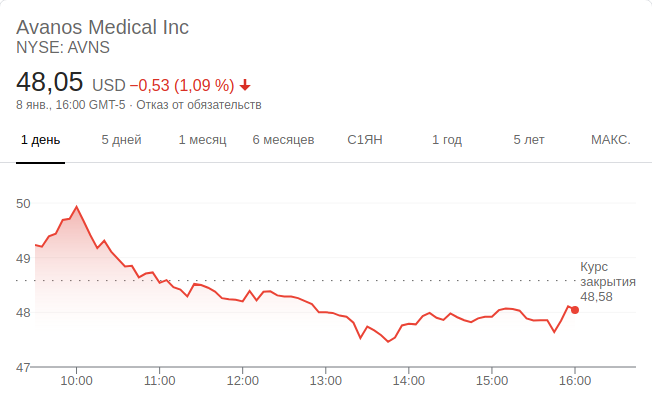 Avanos Medical Inc
NYSE: AVNS
48,05 USD −0,53 (1,09 %)
8 янв., 16:00 GMT-5 · Отказ от обязательств
1 день 5 дней 1 месяц 6 месяцев С1ЯН 1 год 5 лет МАКС.
50
49
Курс
закрытия
48,58
48
47
10:00 11:00 12:00 13:00 14:00 15:00 16:00